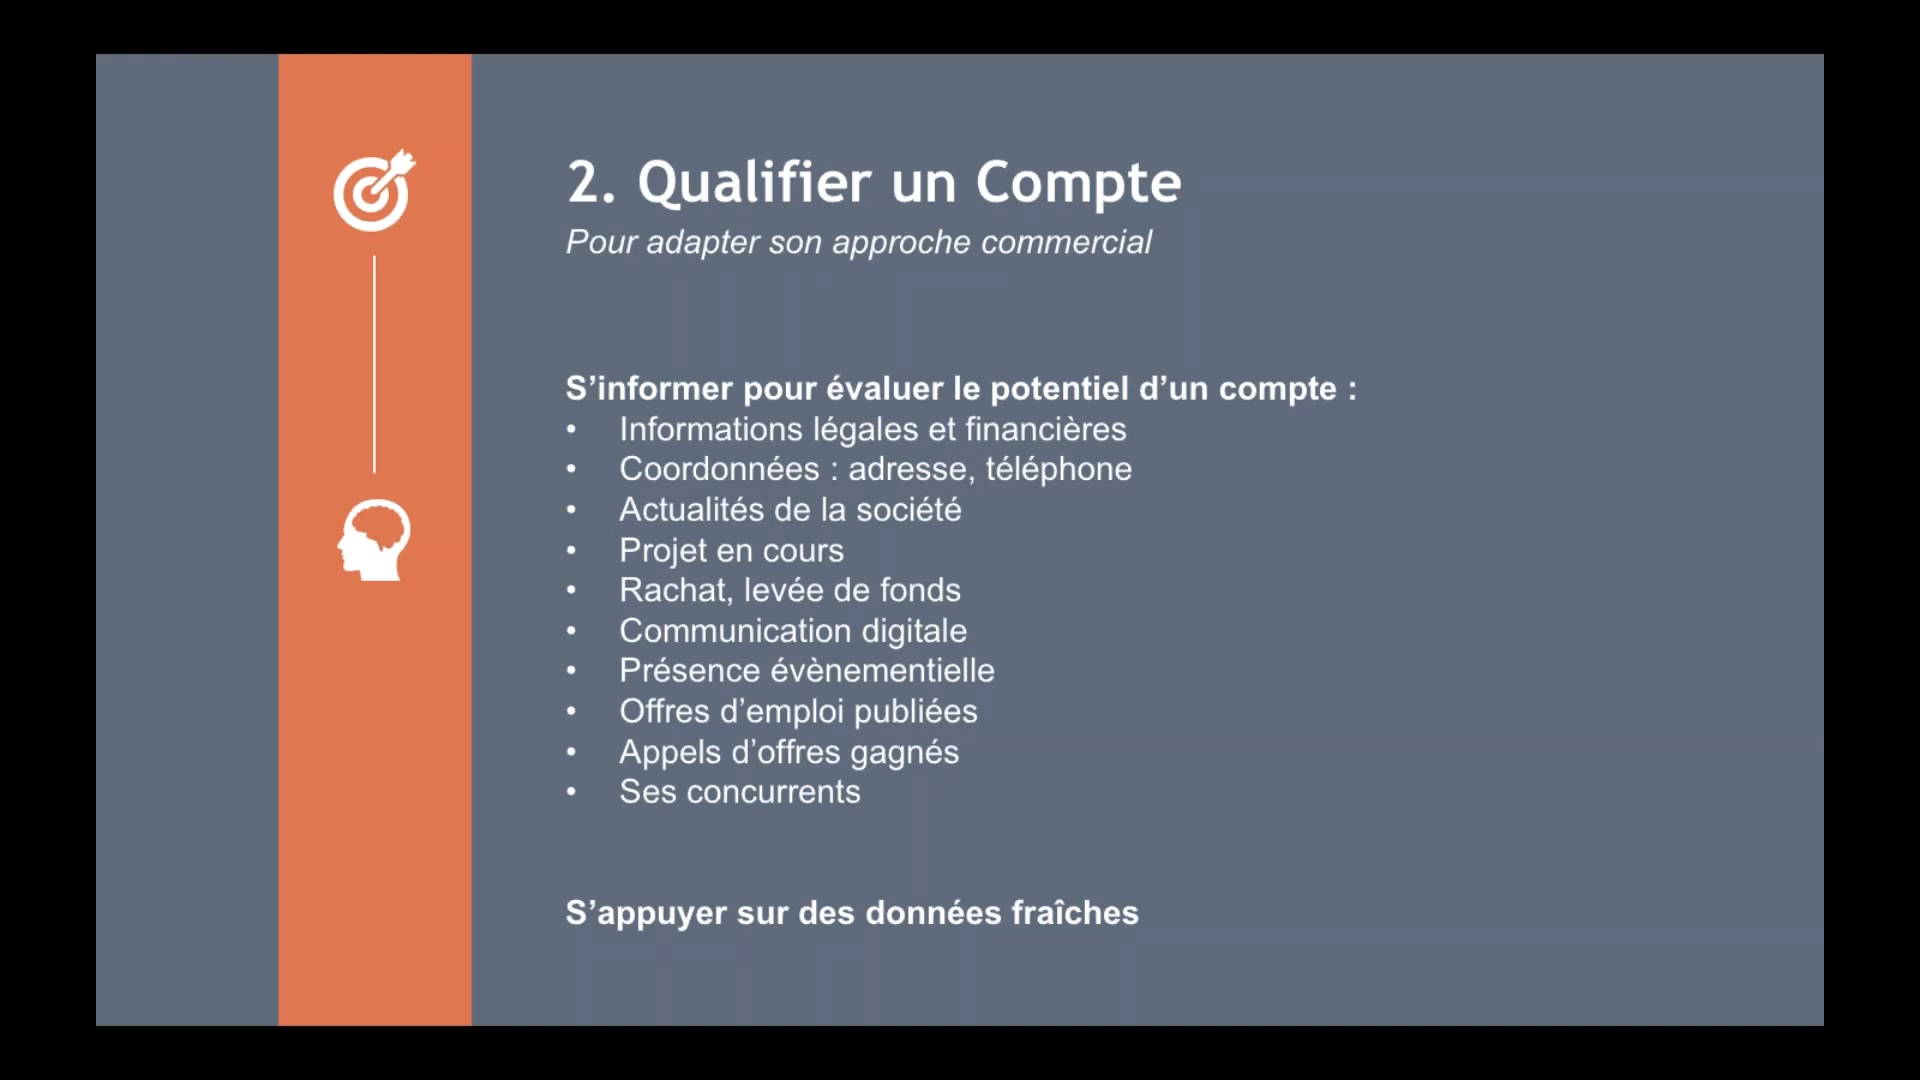 2. Qualifier un Compte
Pour adapter son approche commercial
S’informer pour évaluer le potentiel d’un compte :
• Informations légales et financières
• Coordonnées : adresse, téléphone
• Actualités de la société
• Projet en cours
• Rachat, levée de fonds
• Communication digitale
• Présence évènementielle
• Offres d’emploi publiées
• Appels d’offres gagnés
• Ses concurrents
S’appuyer sur des données fraîches